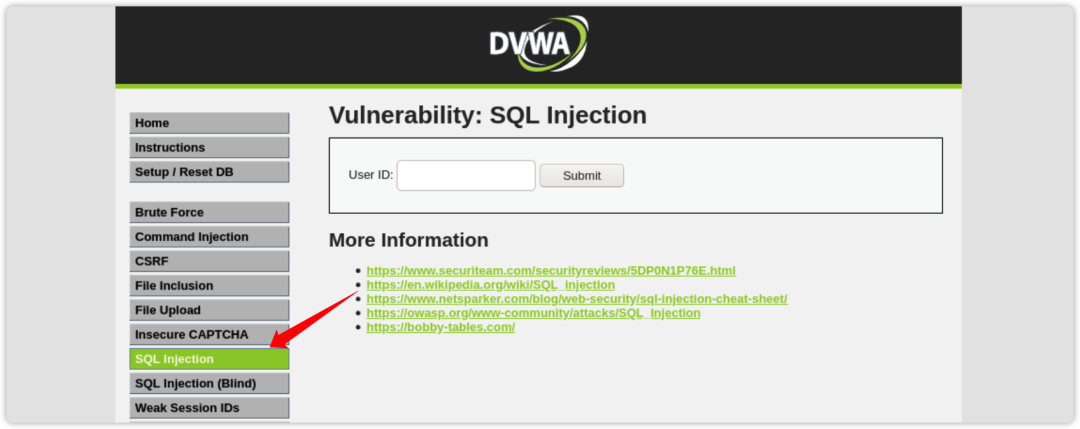 DVWA
Vulnerability: SQL Injection
Home
Instructions
Setup / Reset DB
Brute Force
Command Injection
CSRF
File Inclusion
File Upload
Insecure CAPTCHA
SQL Injection
SQL Injection (Blind)
Weak Session IDs
User ID: Submit
More Information
https://www.securiteam.com/securityreviews/5DP0N1P76E.html
https://en.wikipedia.org/wiki/SQL_injection
https://www.netsparker.com/blog/web-security/sql-injection-cheat-sheet/
https://owasp.org/www-community/attacks/SQL_Injection
https://bobby-tables.com/